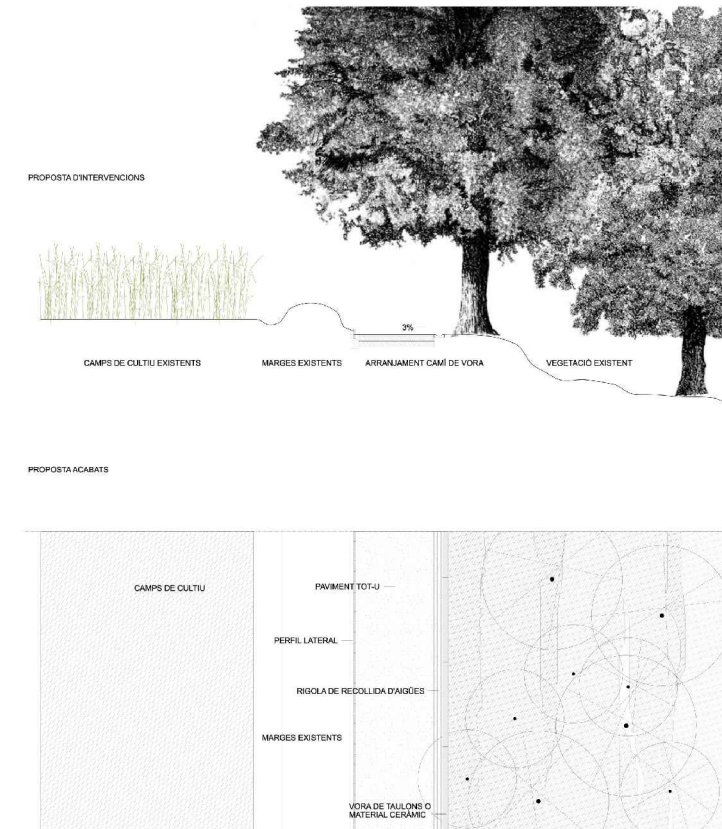 PROPOSTA D'INTERVENCIONS
3%
CAMPS DE CULTIU EXISTENTS
MARGES EXISTENTS
ARRANJAMENT CAMÍ DE VORA
VEGETACIÓ EXISTENT
PROPOSTA ACABATS
CAMPS DE CULTIU
PAVIMENT TOT-U
PERFIL LATERAL
RIGOLA DE RECOLLIDA D'AIGÜES
MARGES EXISTENTS
VORA DE TAULONS O
MATERIAL CERÀMIC